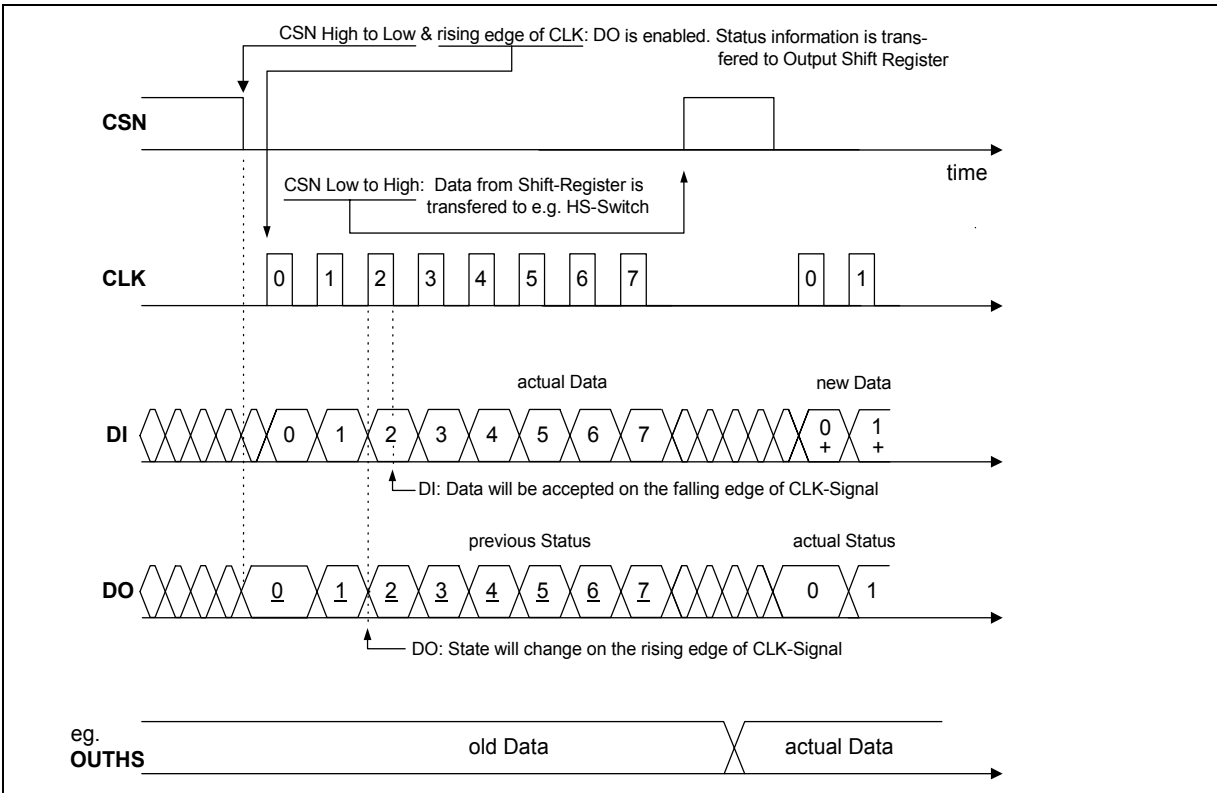 CSN High to Low & rising edge of CLK: DO is enabled. Status information is trans-
fered to Output Shift Register
CSN
time
CSN Low to High: Data from Shift-Register is
transfered to e.g. HS-Switch
CLK
0 1 2 3 4 5 6 7 0 1
actual Data new Data
DI
0 1 2 3 4 5 6 7 0 1
+ +
DI: Data will be accepted on the falling edge of CLK-Signal
previous Status actual Status
DO
0 1 2 3 4 5 6 7 0 1
DO: State will change on the rising edge of CLK-Signal
eg.
OUTHS
old Data actual Data